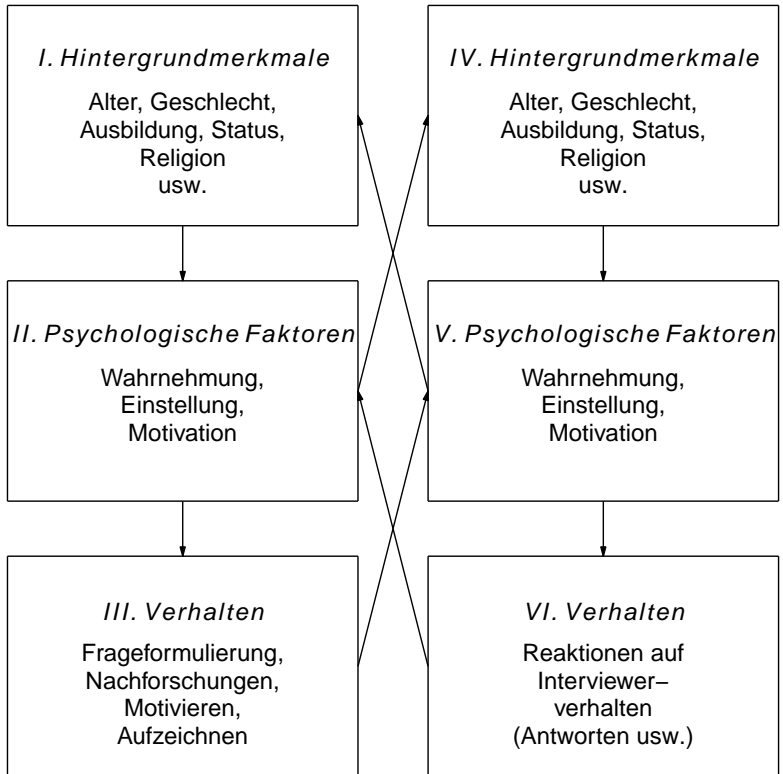 I. Hintergrundmerkmale
Alter, Geschlecht,
Ausbildung, Status,
Religion
usw.
IV. Hintergrundmerkmale
Alter, Geschlecht,
Ausbildung, Status,
Religion
usw.
II. Psychologische Faktoren
Wahrnehmung,
Einstellung,
Motivation
V. Psychologische Faktoren
Wahrnehmung,
Einstellung,
Motivation
III. Verhalten
Frageformulierung,
Nachforschungen,
Motivieren,
Aufzeichnen
VI. Verhalten
Reaktionen auf
Interviewer–
verhalten
(Antworten usw.)